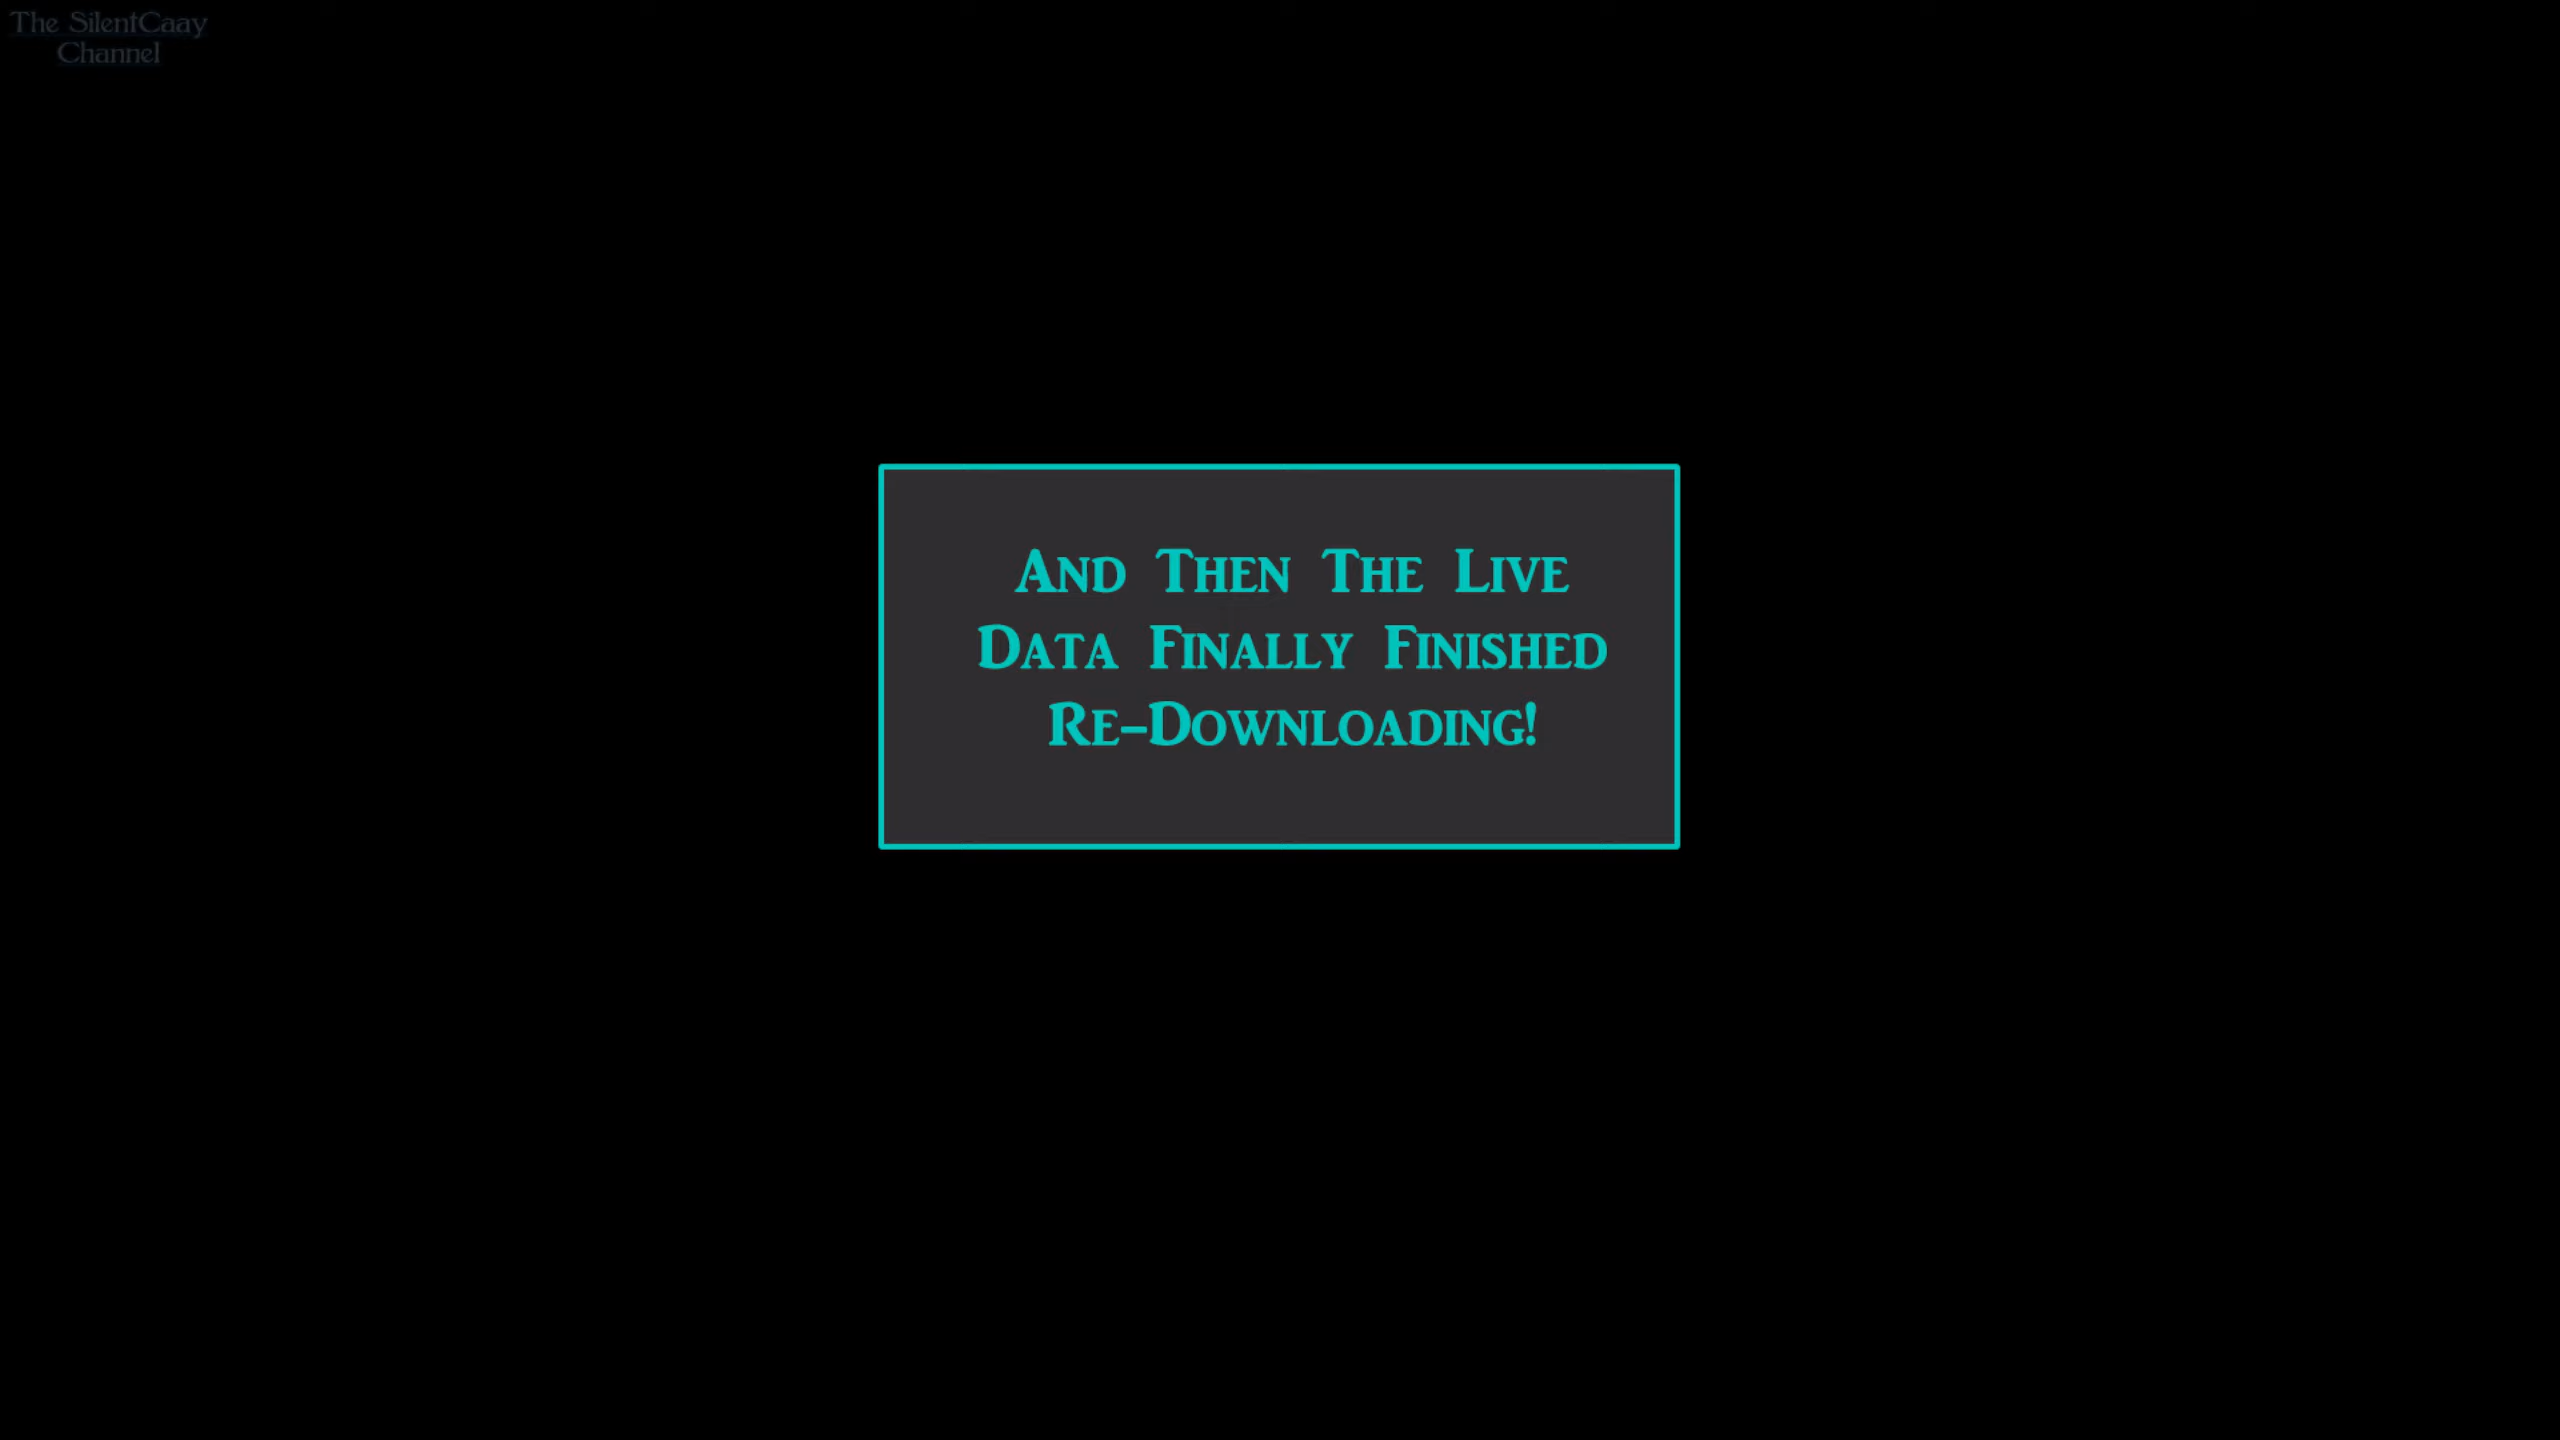 The SilentCaay
Channel
And Then The Live
Data Finally Finished
Re-Downloading!